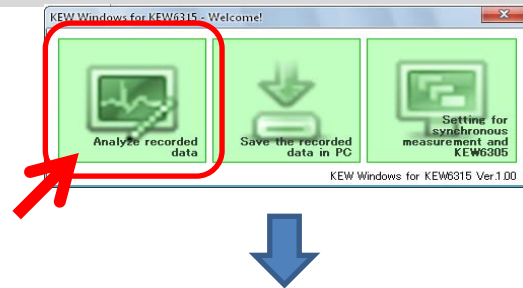 KEW Windows for KEW6315 - Welcome!
Analyze recorded
data
Save the recorded
data in PC
Setting for
synchronous
measurement and
KEW6305
KEW Windows for KEW6315 Ver.1.00